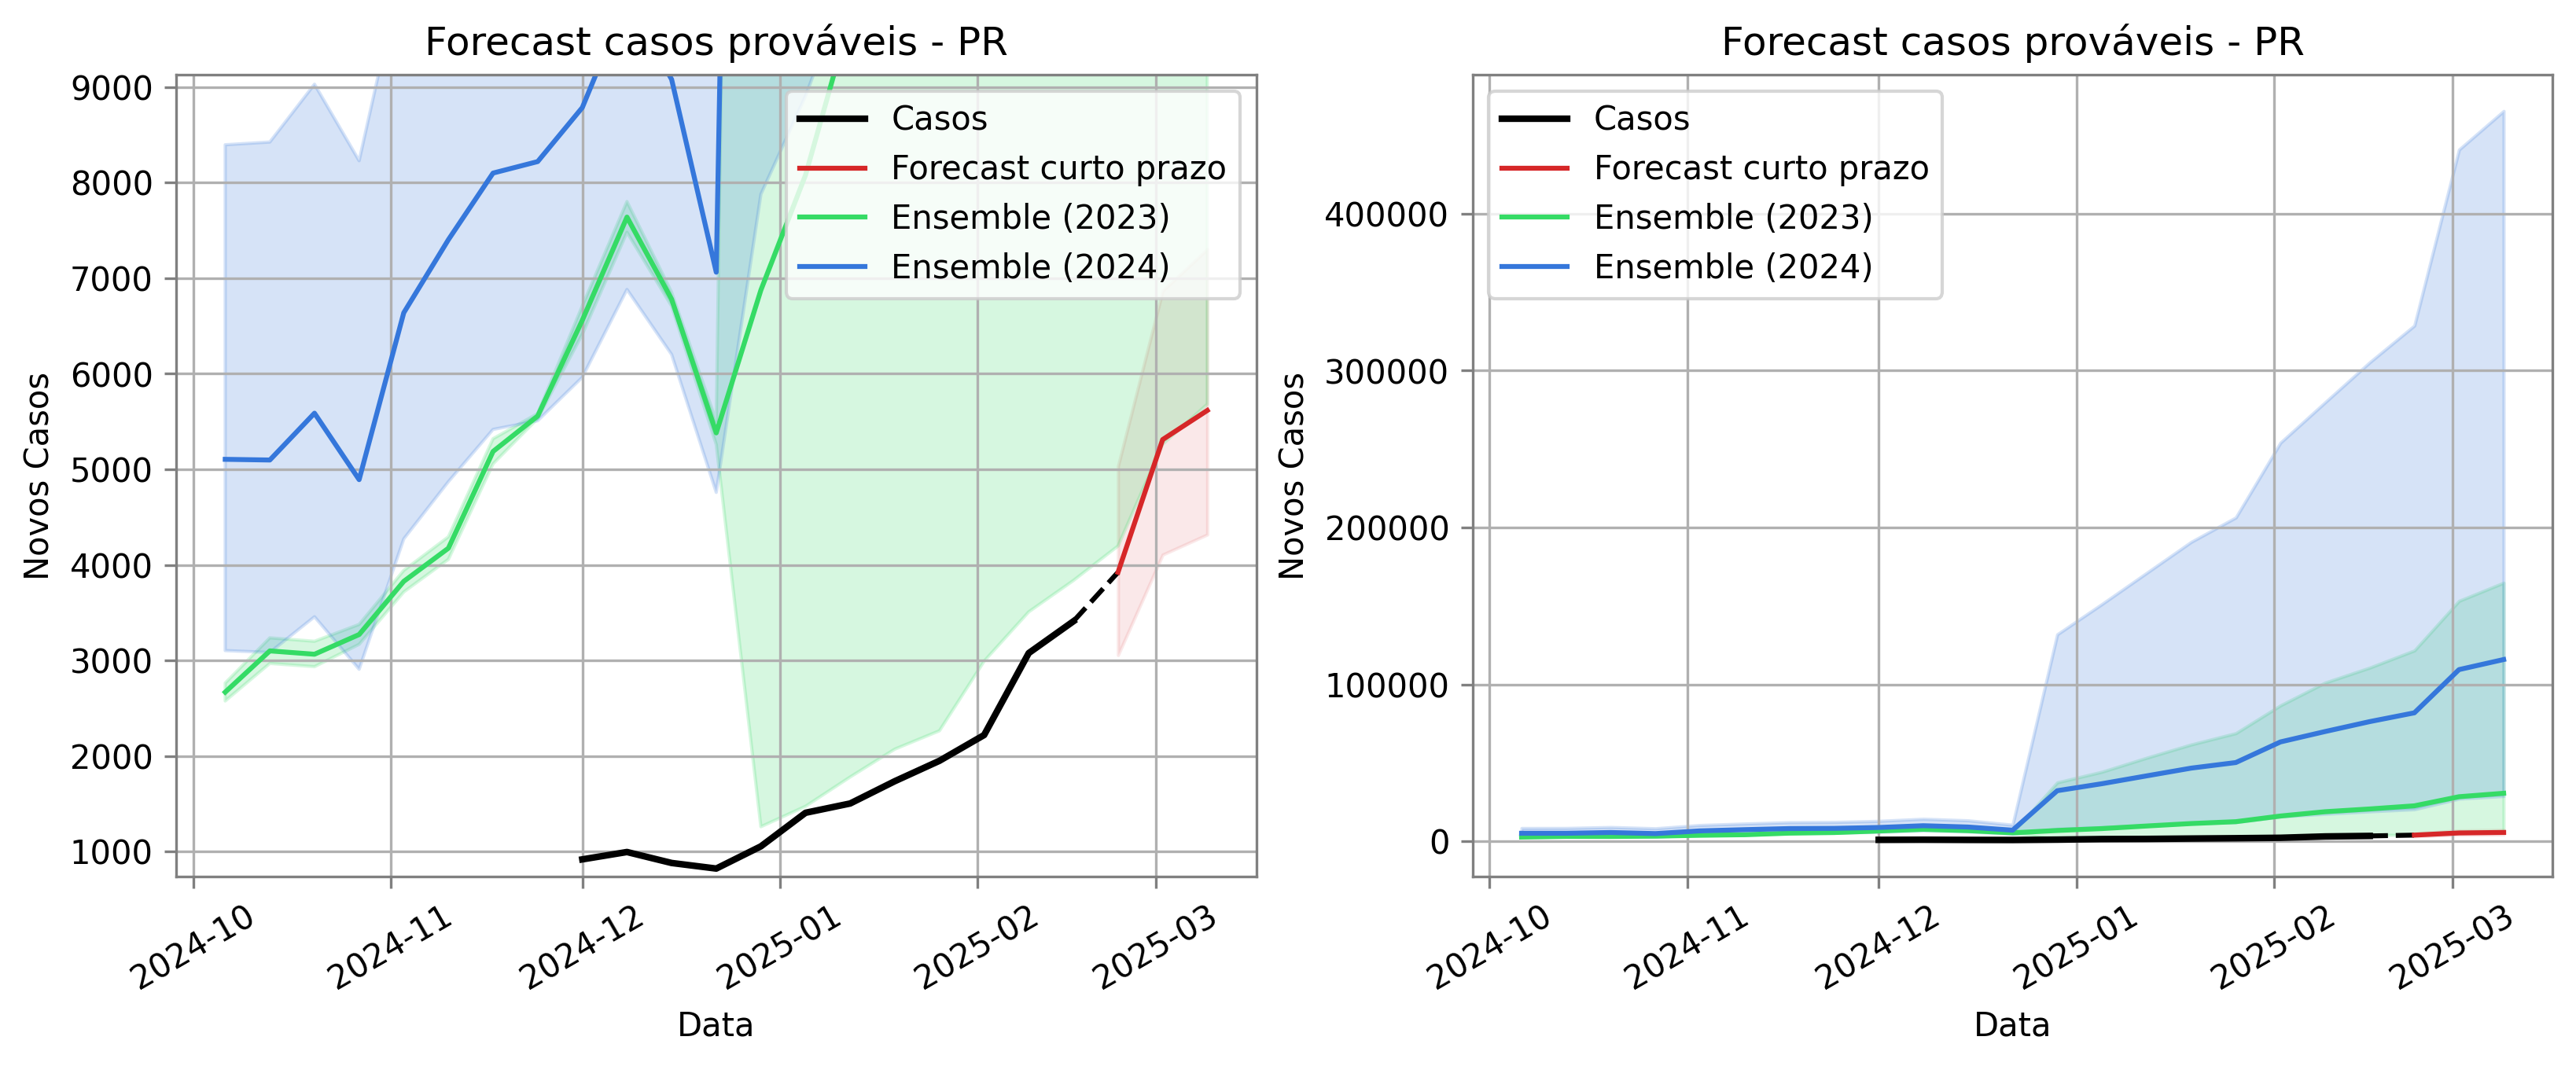 Forecast casos prováveis - PR
9000
8000
7000
6000
5000
4000
3000
2000
1000
Novos Casos
Casos
Forecast curto prazo
Ensemble (2023)
Ensemble (2024)
2024-10
2024-11
2024-12
2025-01
2025-02
2025-03
Data
Forecast casos prováveis - PR
400000
300000
200000
100000
0
Novos Casos
Casos
Forecast curto prazo
Ensemble (2023)
Ensemble (2024)
2024-10
2024-11
2024-12
2025-01
2025-02
2025-03
Data